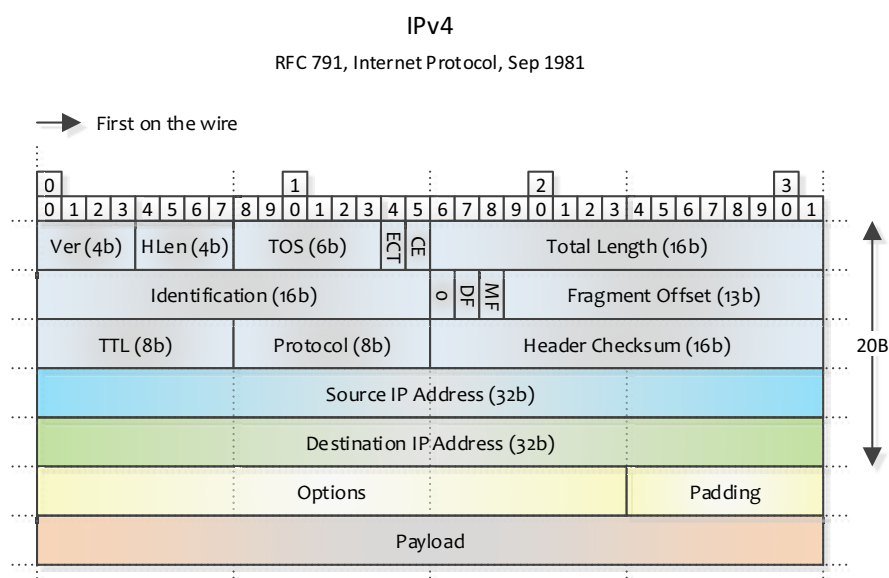 IPv4
RFC 791, Internet Protocol, Sep 1981
First on the wire
0 1 2 3
0 1 2 3 4 5 6 7 8 9 0 1 2 3 4 5 6 7 8 9 0 1 2 3 4 5 6 7 8 9 0 1
Ver (4b) HLen (4b) TOS (6b) ECT CE Total Length (16b)
Identification (16b) 0 DF MF Fragment Offset (13b)
TTL (8b) Protocol (8b) Header Checksum (16b) 20B
Source IP Address (32b)
Destination IP Address (32b)
Options Padding
Payload